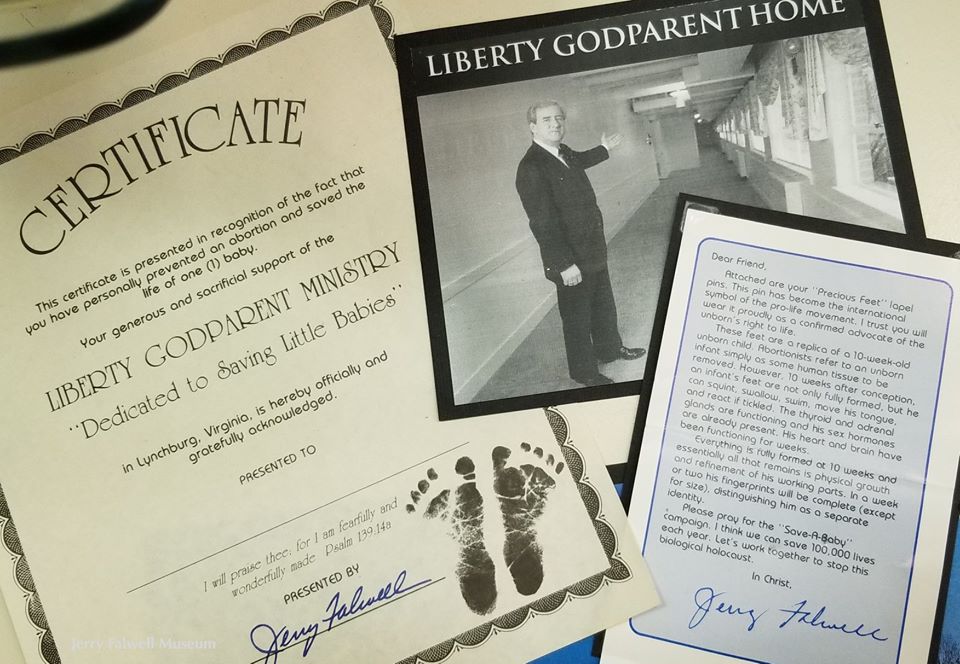 CERTIFICATE
This certificate is presented in recognition of the fact that
you have personally prevented an abortion and saved the
life of one (1) baby.
Your generous and sacrificial support of the
LIBERTY GODPARENT MINISTRY
"Dedicated to Saving Little Babies"
in Lynchburg, Virginia, is hereby officially and
gratefully acknowledged.
PRESENTED TO
I will praise thee; for I am fearfully and
wonderfully made. Psalm 139:14a
PRESENTED BY
Jerry Falwell
Jerry Falwell Museum
LIBERTY GODPARENT HOME
Dear Friend,
Attached are your "Precious Feet" lapel
pins. This pin has become the international
symbol of the pro-life movement. I trust you will
wear it proudly as a confirmed advocate of the
unborn's right to life.
These feet are a replica of a 10-week-old
unborn child. Abortionists refer to an unborn
infant simply as some human tissue to be
removed. However, 10 weeks after conception,
an infant's feet are not only fully formed, but he
can squint, swallow, swim, move his tongue,
and react if tickled. The thyroid and adrenal
glands are functioning and his sex hormones
are already present. His heart and brain have
been functioning for weeks.
Everything is fully formed at 10 weeks and
essentially all that remains is physical growth
and refinement of his working parts. In a week
or two his fingerprints will be complete (except
for size), distinguishing him as a separate
identity.
Please pray for the "Save-A-Baby"
campaign. I think we can save 100,000 lives
each year. Let's work together to stop this
biological holocaust.
In Christ,
Jerry Falwell